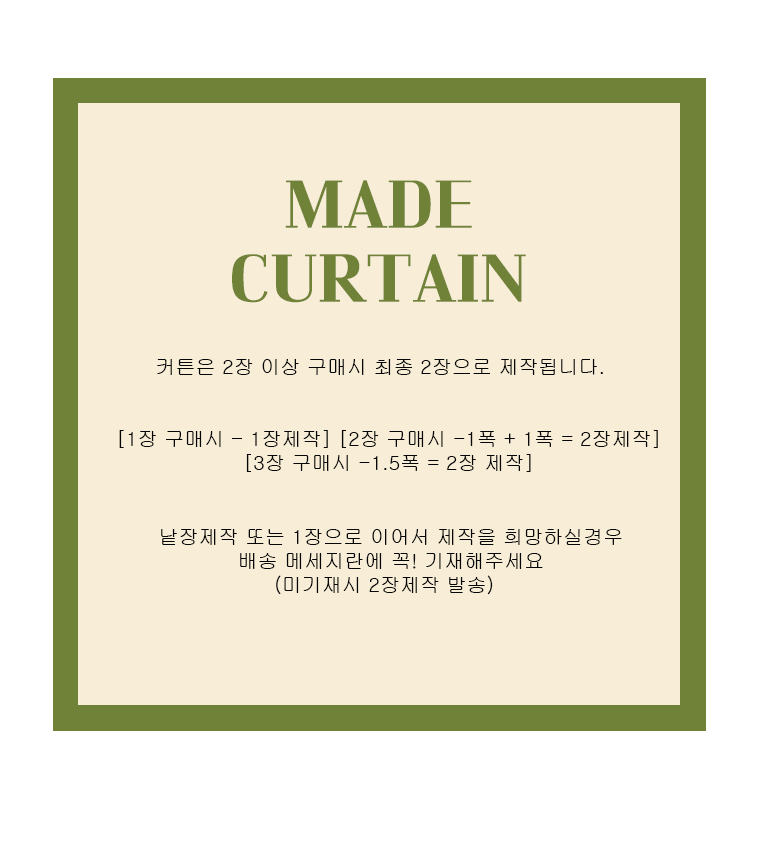 MADE
CURTAIN
커튼은 2장 이상 구매시 최종 2장으로 제작됩니다.
[1장 구매시 - 1장제작] [2장 구매시 -1폭 + 1폭 = 2장제작]
[3장 구매시 -1.5폭 = 2장 제작]
낱장제작 또는 1장으로 이어서 제작을 희망하실경우
배송 메세지란에 꼭! 기재해주세요
(미기재시 2장제작 발송)